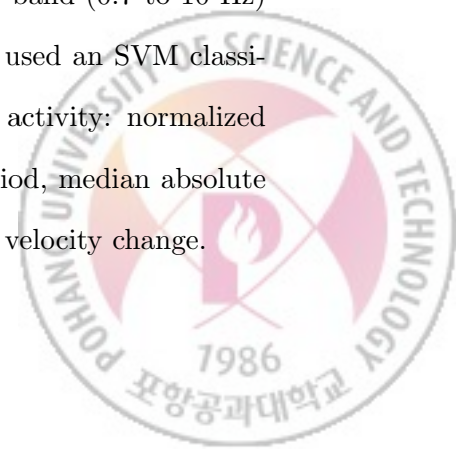 band (0.7 to 10 Hz)
used an SVM classi-
activity: normalized
iod, median absolute
velocity change.
POHANG UNIVERSITY OF SCIENCE AND TECHNOLOGY
1986
포항공과대학교